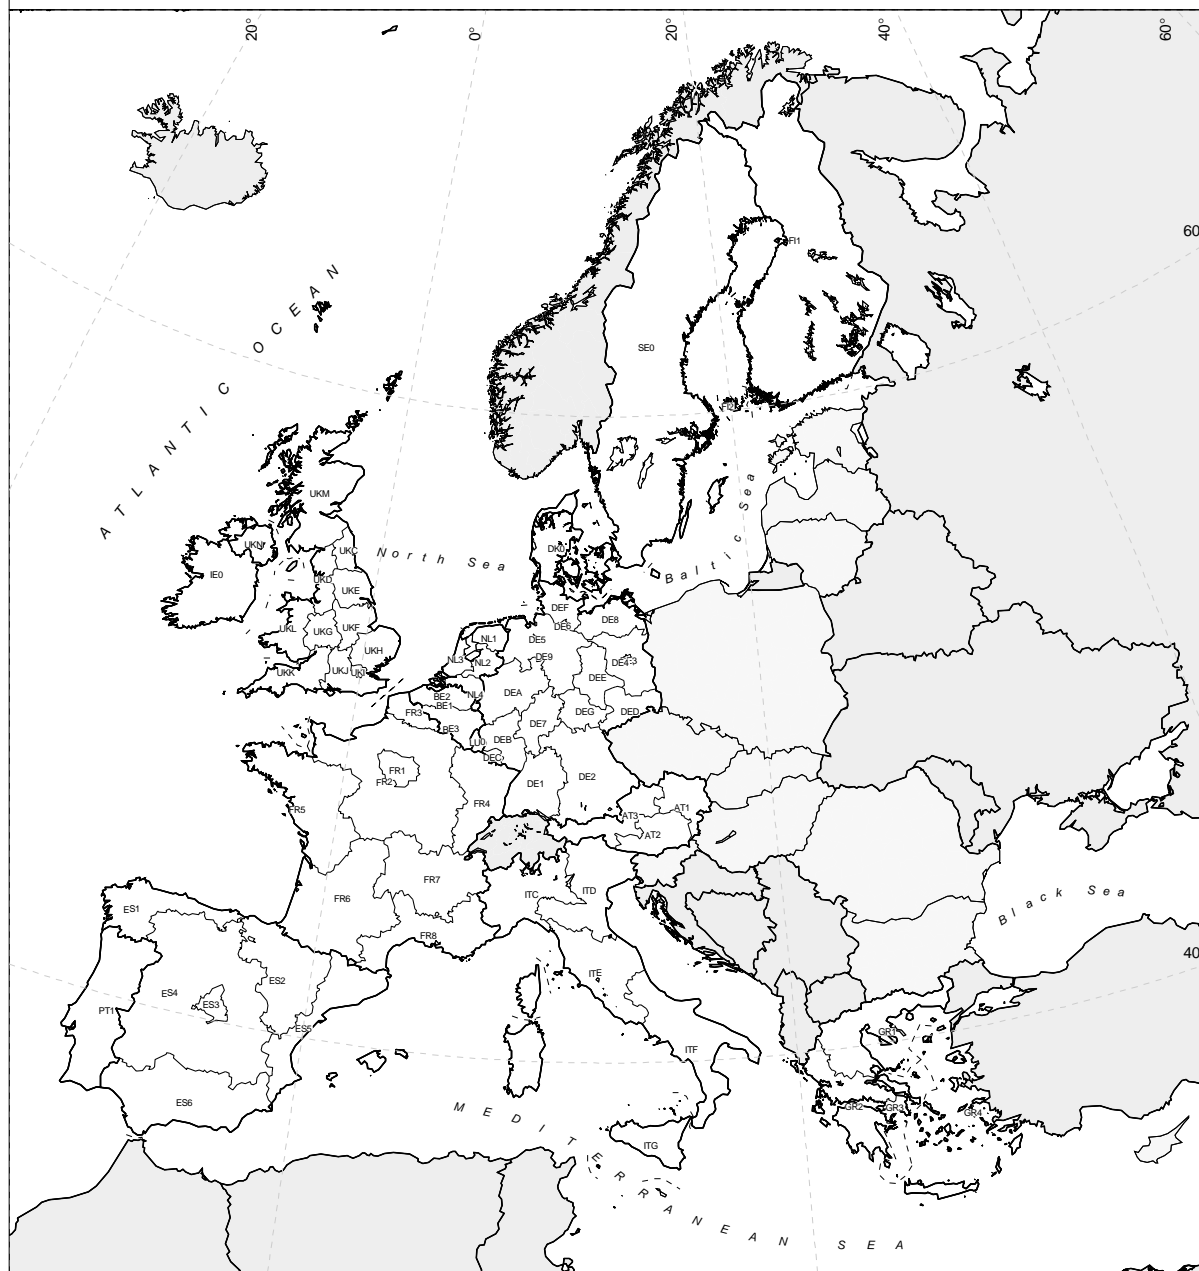 20°
0°
20°
40°
60°
60
ATLANTIC OCEAN
FI1
SE0
North Sea
Baltic Sea
UKM
UKN
UKC
IE0
UKD
UKE
UKL
UKG
UKF
UKH
UKK
UKJ
DK0
DEF
DE6
DE8
DE5
DE9
NL1
NL3
NL2
NL4
DEE
DEA
BE2
BE1
BE3
FR3
DEG
DED
DE7
DEB
DEC
FR1
FR2
FR4
FR5
DE1
DE2
AT1
AT3
AT2
FR7
FR6
FR8
ITC
ITD
ITE
ITF
ITG
ES1
ES2
ES3
ES4
ES5
ES6
PT1
Black Sea
40
GR1
GR2
GR3
GR4
MEDITERRANEAN SEA